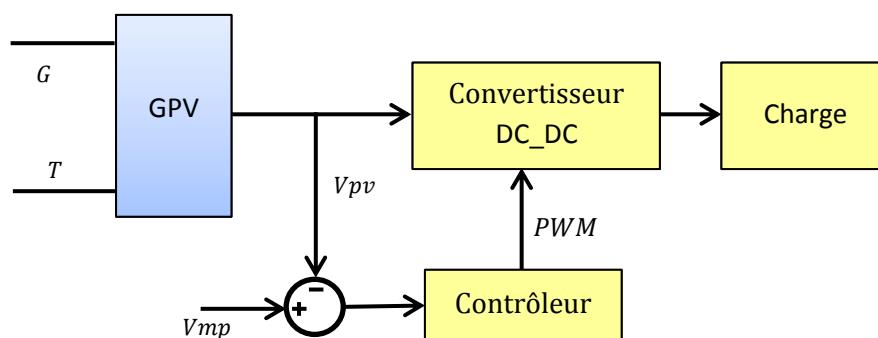 G
GPV
T
Convertisseur
DC_DC
Charge
Vpv
PWM
−
+
Vmp
Contrôleur